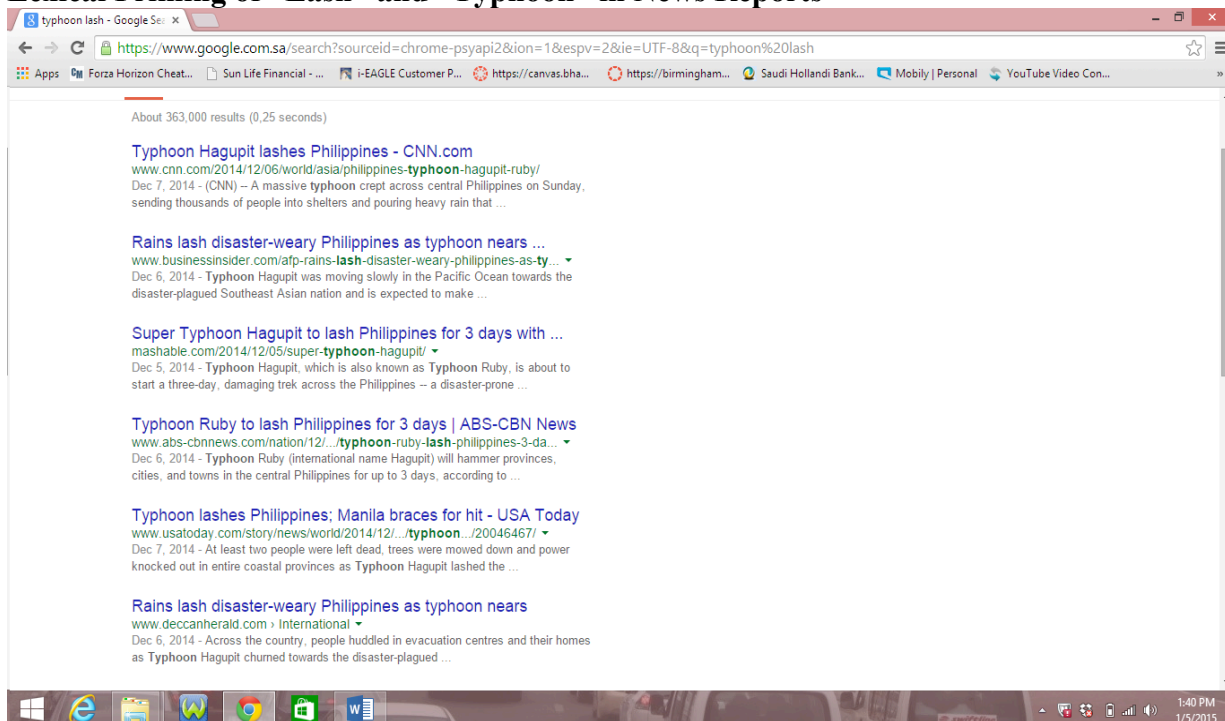 Lexical Priming of "Lash" and "Typhoon" in News Reports
typhoon lash - Google Sea
https://www.google.com.sa/search?sourceid=chrome-psyapi2&ion=1&espv=2&ie=UTF-8&q=typhoon%20lash
Apps Forza Horizon Cheat... Sun Life Financial - ... i-EAGLE Customer P... https://canvas.bha... https://birmingham... Saudi Hollandi Bank... Mobily | Personal YouTube Video Con... »
About 363,000 results (0,25 seconds)
Typhoon Hagupit lashes Philippines - CNN.com
www.cnn.com/2014/12/06/world/asia/philippines-typhoon-hagupit-ruby/
Dec 7, 2014 - (CNN) -- A massive typhoon crept across central Philippines on Sunday,
sending thousands of people into shelters and pouring heavy rain that ...
Rains lash disaster-weary Philippines as typhoon nears ...
www.businessinsider.com/afp-rains-lash-disaster-weary-philippines-as-ty...
Dec 6, 2014 - Typhoon Hagupit was moving slowly in the Pacific Ocean towards the
disaster-plagued Southeast Asian nation and is expected to make ...
Super Typhoon Hagupit to lash Philippines for 3 days with ...
mashable.com/2014/12/05/super-typhoon-hagupit/
Dec 5, 2014 - Typhoon Hagupit, which is also known as Typhoon Ruby, is about to
start a three-day, damaging trek across the Philippines -- a disaster-prone ...
Typhoon Ruby to lash Philippines for 3 days | ABS-CBN News
www.abs-cbnnews.com/nation/12/.../typhoon-ruby-lash-philippines-3-da...
Dec 6, 2014 - Typhoon Ruby (international name Hagupit) will hammer provinces,
cities, and towns in the central Philippines for up to 3 days, according to ...
Typhoon lashes Philippines; Manila braces for hit - USA Today
www.usatoday.com/story/news/world/2014/12/.../typhoon.../20046467/
Dec 7, 2014 - At least two people were left dead, trees were mowed down and power
knocked out in entire coastal provinces as Typhoon Hagupit lashed the ...
Rains lash disaster-weary Philippines as typhoon nears
www.deccanherald.com › International
Dec 6, 2014 - Across the country, people huddled in evacuation centres and their homes
as Typhoon Hagupit churned towards the disaster-plagued ...
1:40 PM
1/5/2015